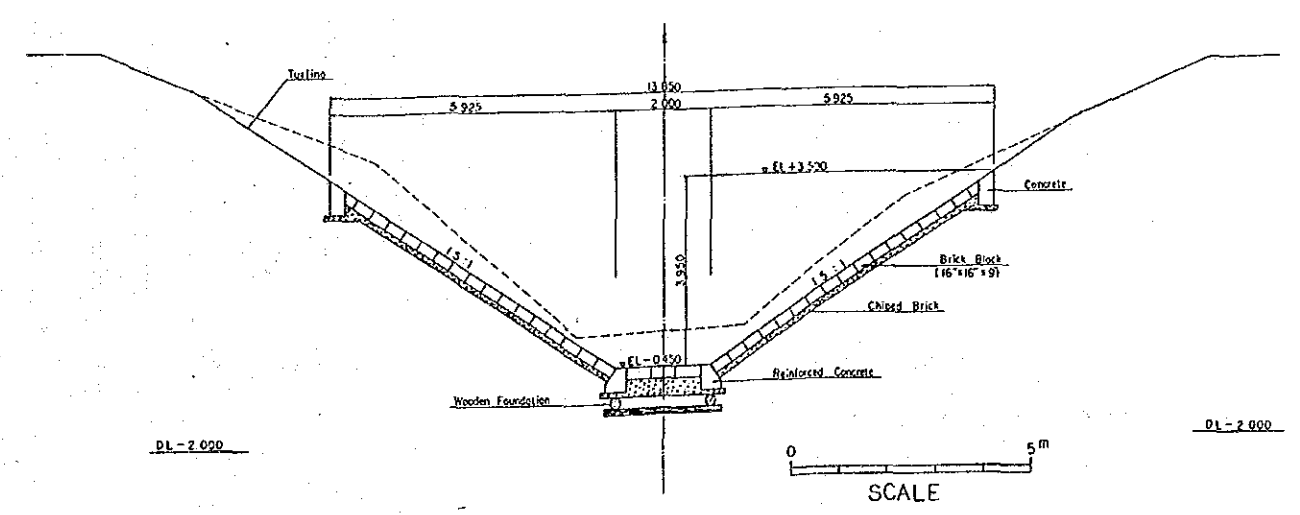 Turfing
13.850
5.925
2.000
5.925
EL +3.500
Concrete
1.5:1
3.950
1.5:1
Brick Block
(16"×16"×9)
Chiped Brick
EL-0.450
Reinforced Concrete
Wooden Foundation
DL-2.000
DL-2.000
0
5 m
SCALE